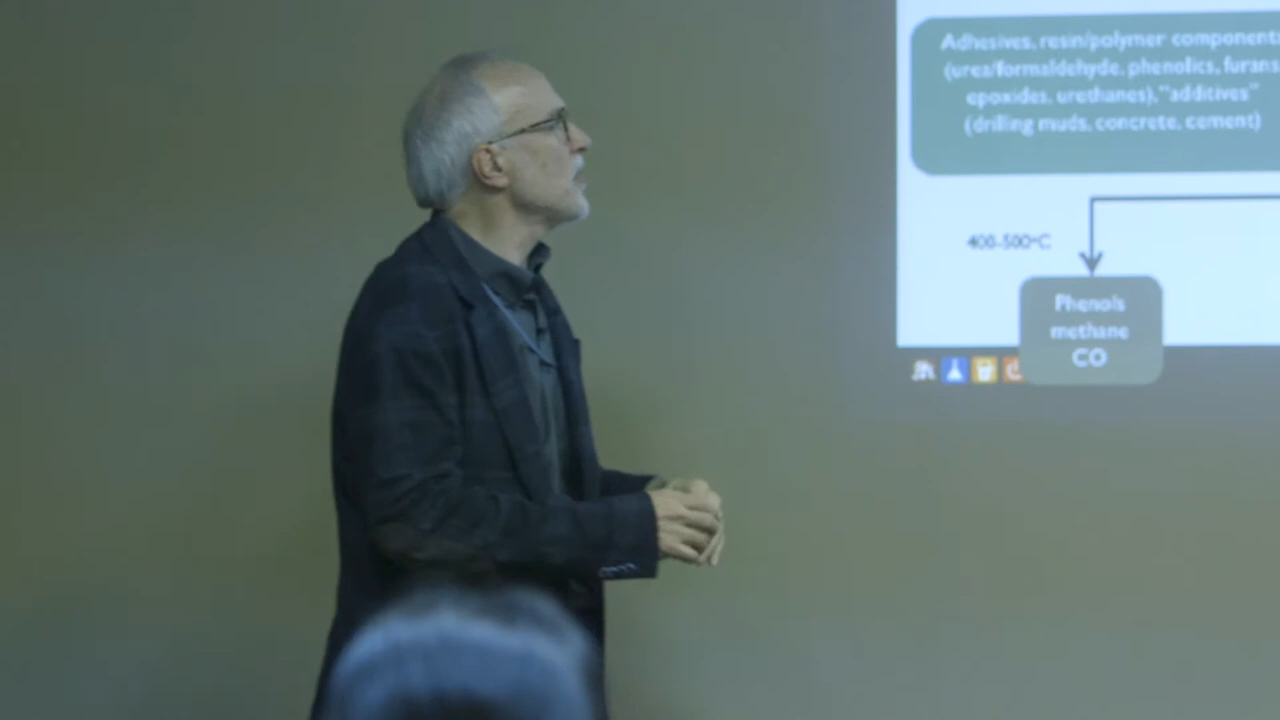 Adhesives, resin/polymer components
(urea/formaldehyde, phenolics, furans
epoxides, urethanes), "additives"
(drilling muds, concrete, cement)
400-500°C
Phenols
methane
CO